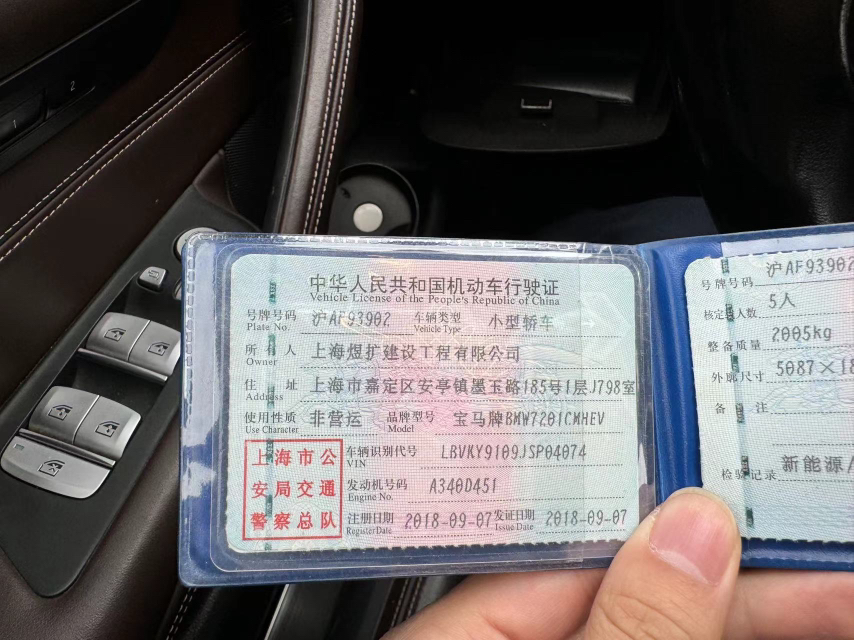 中华人民共和国机动车行驶证
Vehicle License of the People's Republic of China
号牌号码 沪AF93902 车辆类型 小型轿车
Plate No. Vehicle Type
所有人 上海煜扩建设工程有限公司
Owner
住址 上海市嘉定区安亭镇墨玉路185号1层J798室
Address
使用性质 非营运 品牌型号 宝马牌BMW7201CMHEV
Use Character Model
上海市公
安局交通
警察总队
车辆识别代号 LBVKY9109JSP04074
VIN
发动机号码 A340D451
Engine No.
注册日期 2018-09-07 发证日期 2018-09-07
Register Date Issue Date
号牌号码 沪AF93902
核定载人数 5人
整备质量 2005kg
外廓尺寸 5087×18
备注
检验记录 新能源/
1
2